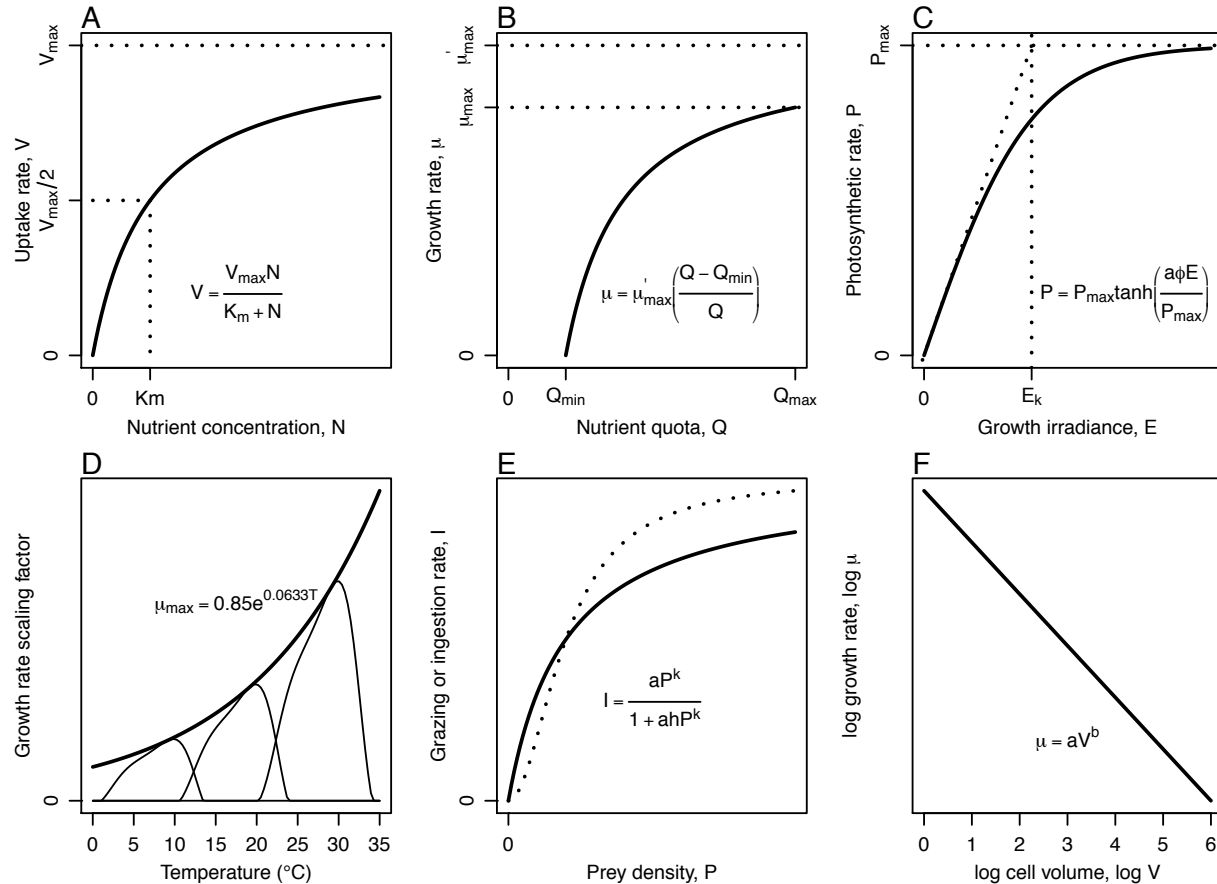 A
V_max
V_max/2
0
Uptake rate, V
V = V_max N / (K_m + N)
0 Km
Nutrient concentration, N
B
μ'_max
μ_max
0
Growth rate, μ
μ = μ'_max ((Q − Q_min) / Q)
0 Q_min Q_max
Nutrient quota, Q
C
P_max
0
Photosynthetic rate, P
P = P_max tanh(aϕE / P_max)
0 E_k
Growth irradiance, E
D
0
Growth rate scaling factor
μ_max = 0.85e^0.0633T
0 5 10 15 20 25 30 35
Temperature (°C)
E
0
Grazing or ingestion rate, I
I = aP^k / (1 + ahP^k)
0
Prey density, P
F
log growth rate, log μ
μ = aV^b
0 1 2 3 4 5 6
log cell volume, log V